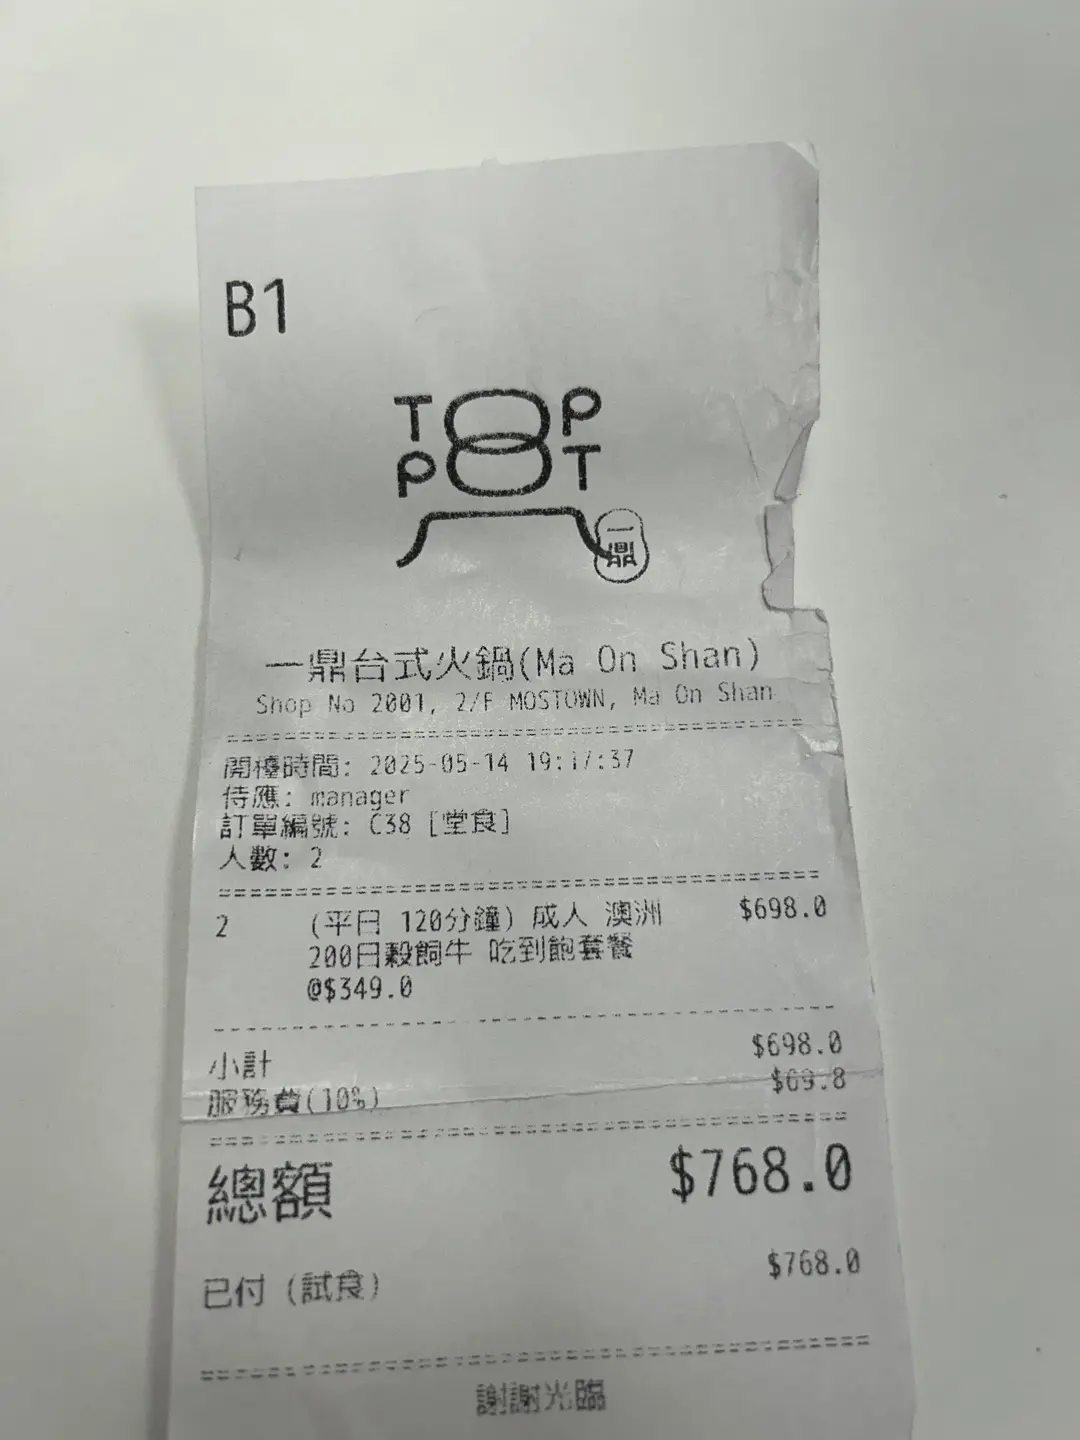 B1
TOP
POT
一鼎
一鼎台式火鍋(Ma On Shan)
Shop No 2001, 2/F MOSTOWN, Ma On Shan
開檯時間: 2025-05-14 19:17:37
侍應: manager
訂單編號: C38 [堂食]
人數: 2
2 (平日 120分鐘) 成人 澳洲 $698.0
200日穀飼牛 吃到飽套餐
@$349.0
小計 $698.0
服務費(10%) $69.8
總額 $768.0
已付 (試食) $768.0
謝謝光臨